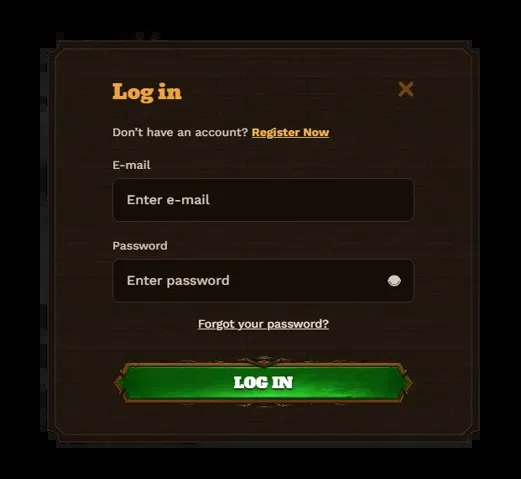 Log in
Don't have an account? Register Now
E-mail
Enter e-mail
Password
Enter password
Forgot your password?
LOG IN